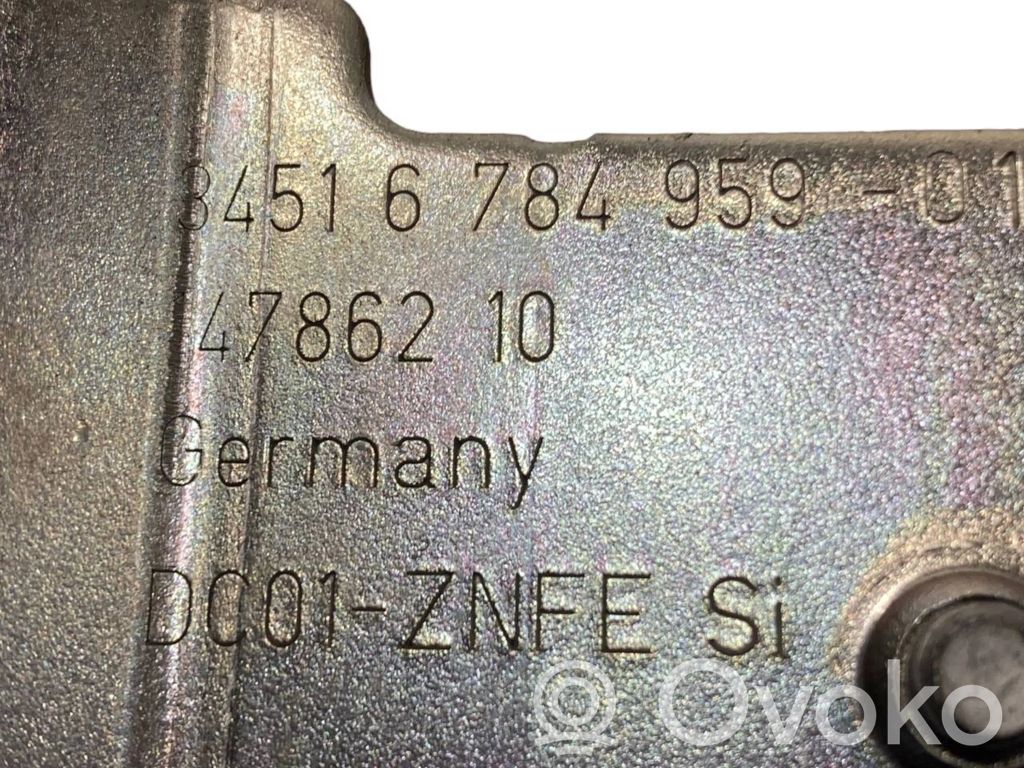 3451 6 784 959 -01
47862 10
Germany
DC01-ZNFE Si
Ovoko